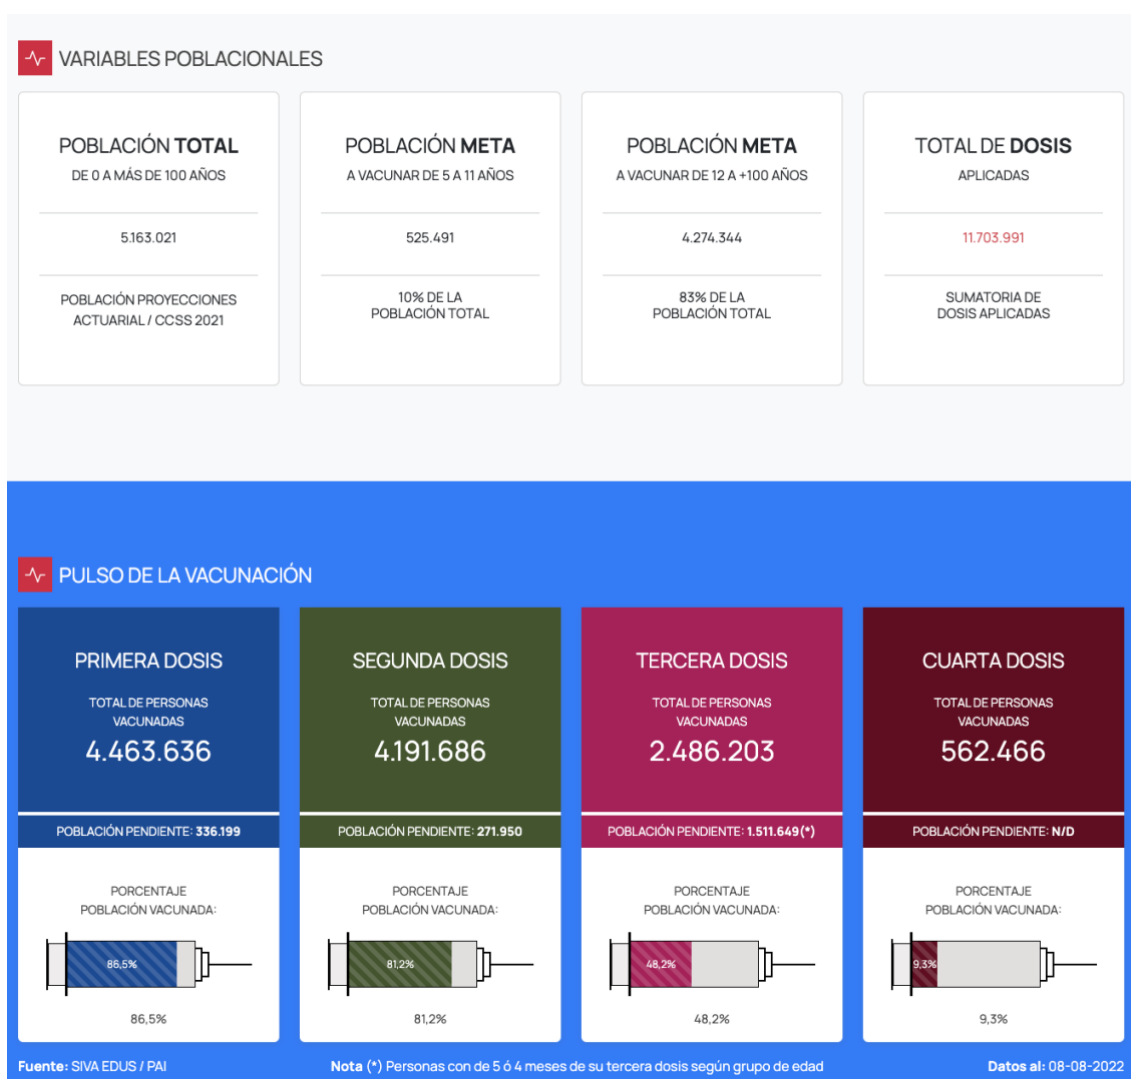 VARIABLES POBLACIONALES
POBLACIÓN TOTAL
DE 0 A MÁS DE 100 AÑOS
5.163.021
POBLACIÓN PROYECCIONES
ACTUARIAL / CCSS 2021
POBLACIÓN META
A VACUNAR DE 5 A 11 AÑOS
525.491
10% DE LA
POBLACIÓN TOTAL
POBLACIÓN META
A VACUNAR DE 12 A +100 AÑOS
4.274.344
83% DE LA
POBLACIÓN TOTAL
TOTAL DE DOSIS
APLICADAS
11.703.991
SUMATORIA DE
DOSIS APLICADAS
PULSO DE LA VACUNACIÓN
PRIMERA DOSIS
TOTAL DE PERSONAS
VACUNADAS
4.463.636
POBLACIÓN PENDIENTE: 336.199
PORCENTAJE
POBLACIÓN VACUNADA:
86,5%
86,5%
SEGUNDA DOSIS
TOTAL DE PERSONAS
VACUNADAS
4.191.686
POBLACIÓN PENDIENTE: 271.950
PORCENTAJE
POBLACIÓN VACUNADA:
81,2%
81,2%
TERCERA DOSIS
TOTAL DE PERSONAS
VACUNADAS
2.486.203
POBLACIÓN PENDIENTE: 1.511.649(*)
PORCENTAJE
POBLACIÓN VACUNADA:
48,2%
48,2%
CUARTA DOSIS
TOTAL DE PERSONAS
VACUNADAS
562.466
POBLACIÓN PENDIENTE: N/D
PORCENTAJE
POBLACIÓN VACUNADA:
9,3%
9,3%
Fuente: SIVA EDUS / PAI
Nota (*) Personas con de 5 ó 4 meses de su tercera dosis según grupo de edad
Datos al: 08-08-2022